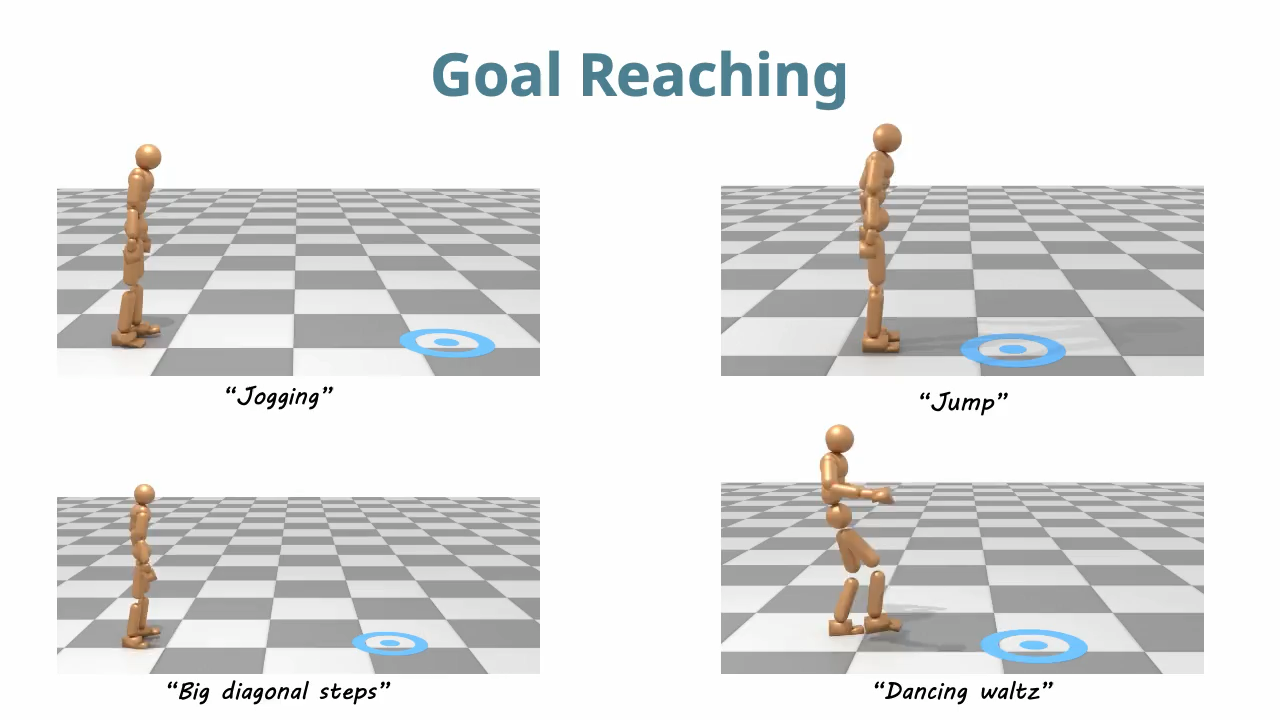 Goal Reaching
“Jogging”
“Jump”
“Big diagonal steps”
“Dancing waltz”